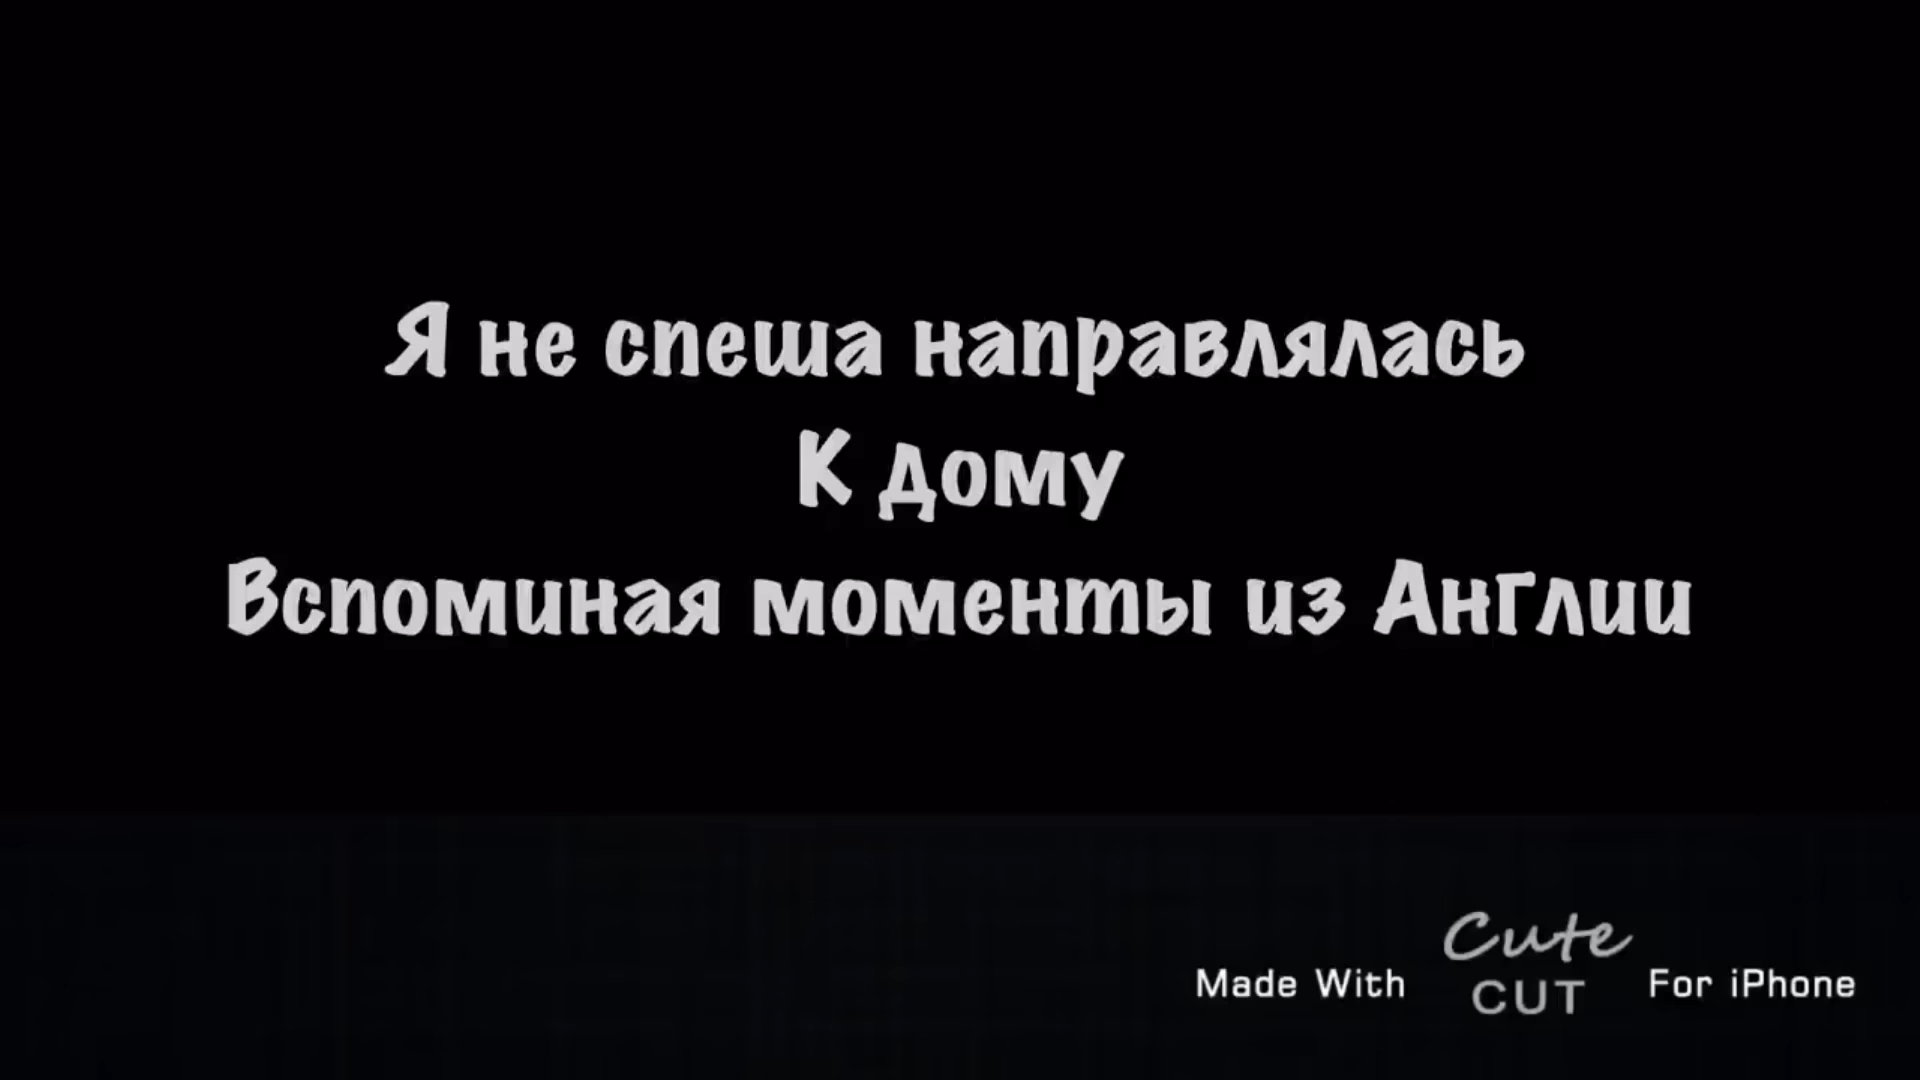 Я не спеша направлялась
К дому
Вспоминая моменты из АнГлии
Made With Cute CUT For iPhone